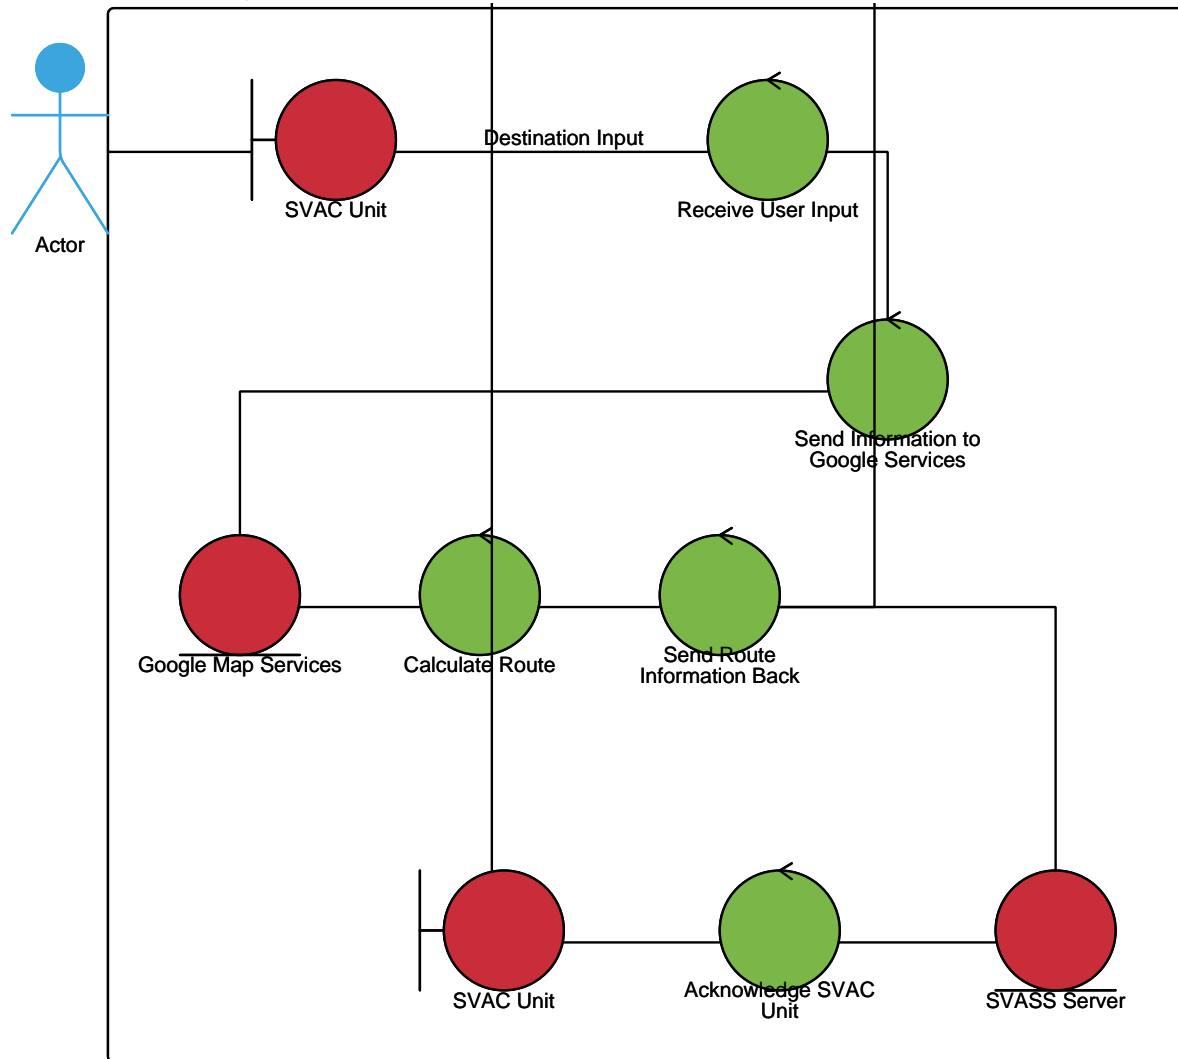 Destination Input
SVAC Unit
Receive User Input
Actor
Send Information to
Google Services
Google Map Services
Calculate Route
Send Route
Information Back
SVAC Unit
Acknowledge SVAC
Unit
SVASS Server